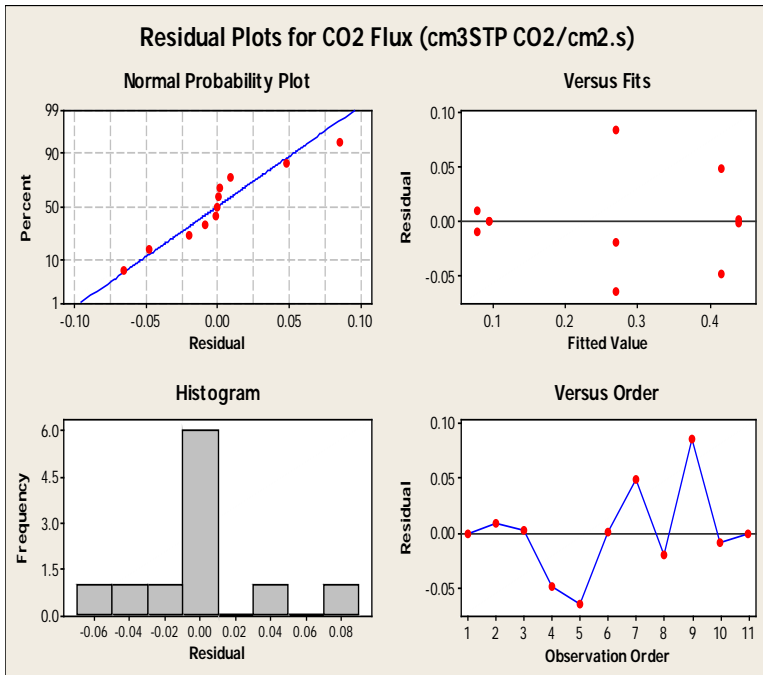 Residual Plots for CO2 Flux (cm3STP CO2/cm2.s)
Normal Probability Plot
99
90
50
10
1
Percent
-0.10 -0.05 0.00 0.05 0.10
Residual
Versus Fits
0.10
0.05
0.00
-0.05
Residual
0.1 0.2 0.3 0.4
Fitted Value
Histogram
6.0
4.5
3.0
1.5
0.0
Frequency
-0.06 -0.04 -0.02 0.00 0.02 0.04 0.06 0.08
Residual
Versus Order
0.10
0.05
0.00
-0.05
Residual
1 2 3 4 5 6 7 8 9 10 11
Observation Order